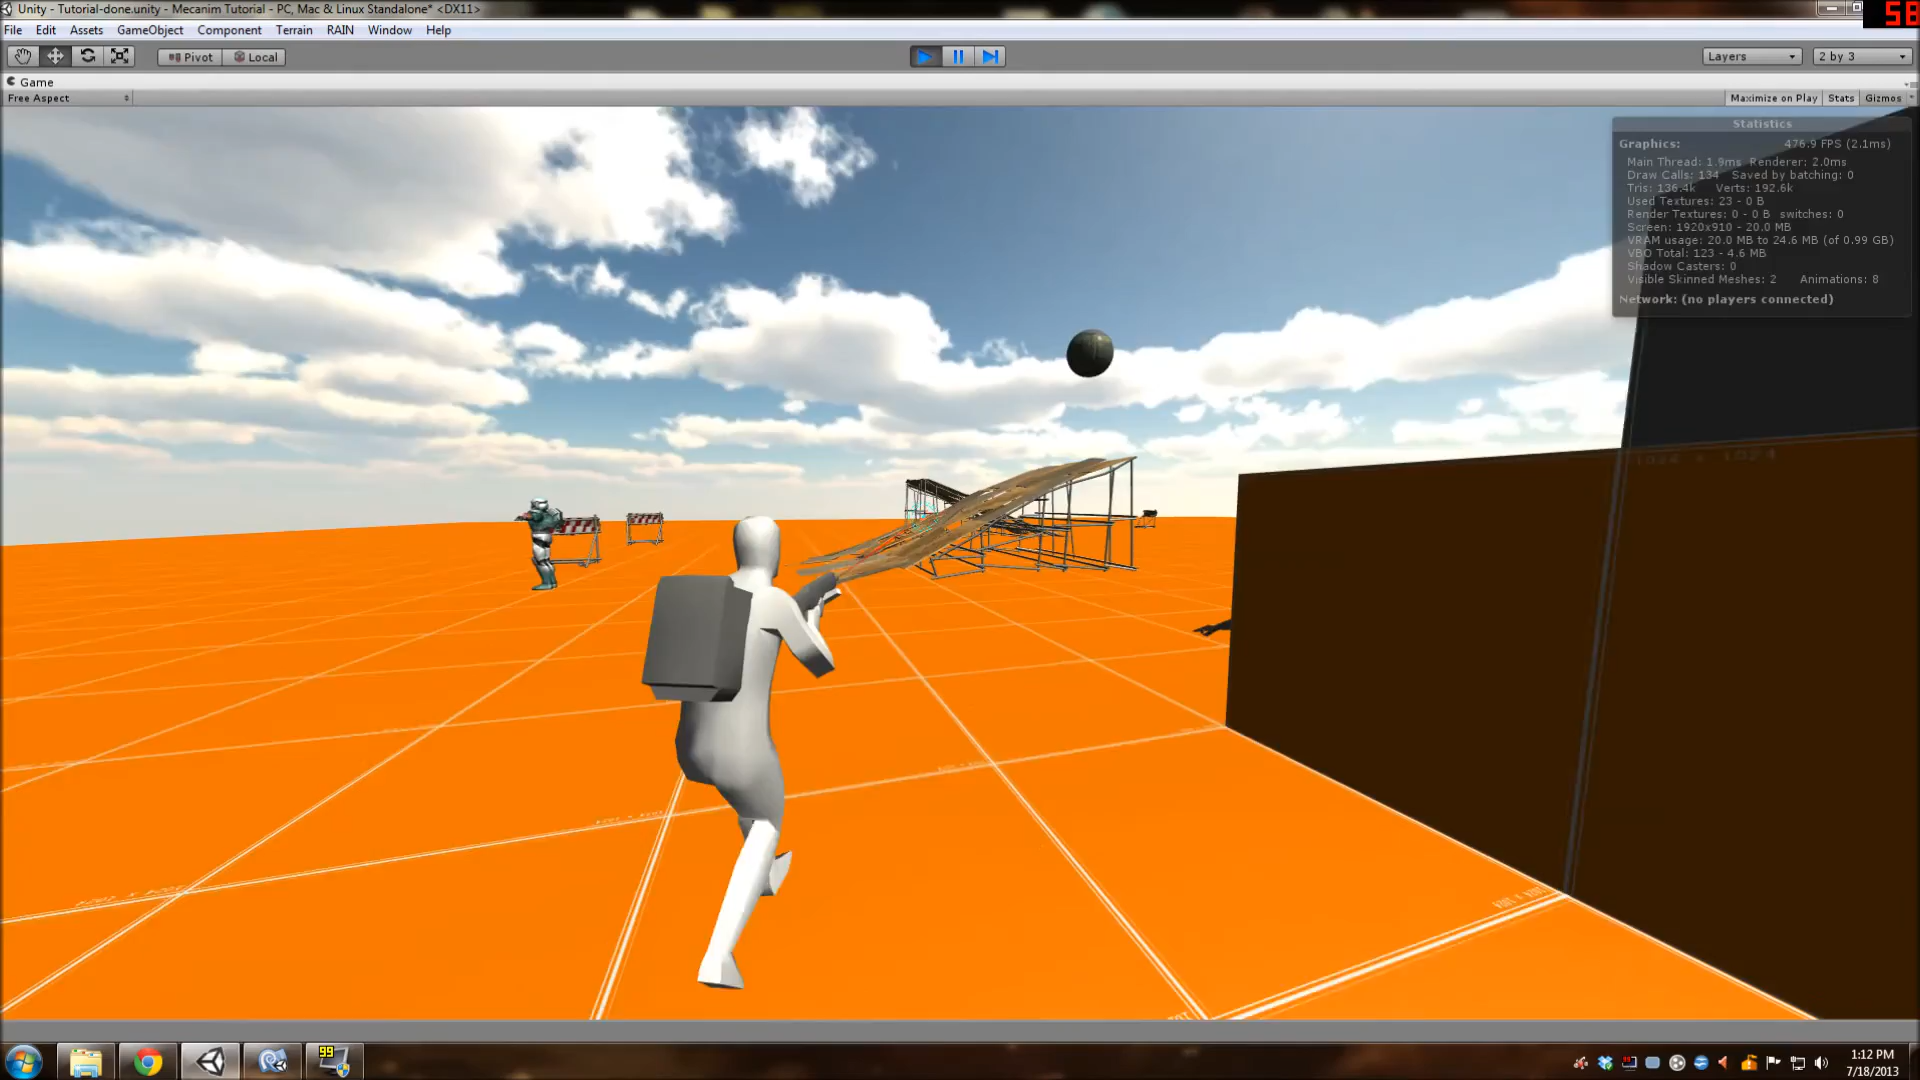 Unity - Tutorial-done.unity - Mecanim Tutorial - PC, Mac & Linux Standalone* <DX11>
58
File Edit Assets GameObject Component Terrain RAIN Window Help
Pivot Local Layers 2 by 3
Game
Free Aspect Maximize on Play Stats Gizmos
Statistics
Graphics: 476.9 FPS (2.1ms)
Main Thread: 1.9ms Renderer: 2.0ms
Draw Calls: 134 Saved by batching: 0
Tris: 136.4k Verts: 192.6k
Used Textures: 23 - 0 B
Render Textures: 0 - 0 B switches: 0
Screen: 1920x910 - 20.0 MB
VRAM usage: 20.0 MB to 24.6 MB (of 0.99 GB)
VBO Total: 123 - 4.6 MB
Shadow Casters: 0
Visible Skinned Meshes: 2 Animations: 8
Network: (no players connected)
1024 x 1024
99
1:12 PM
7/18/2013